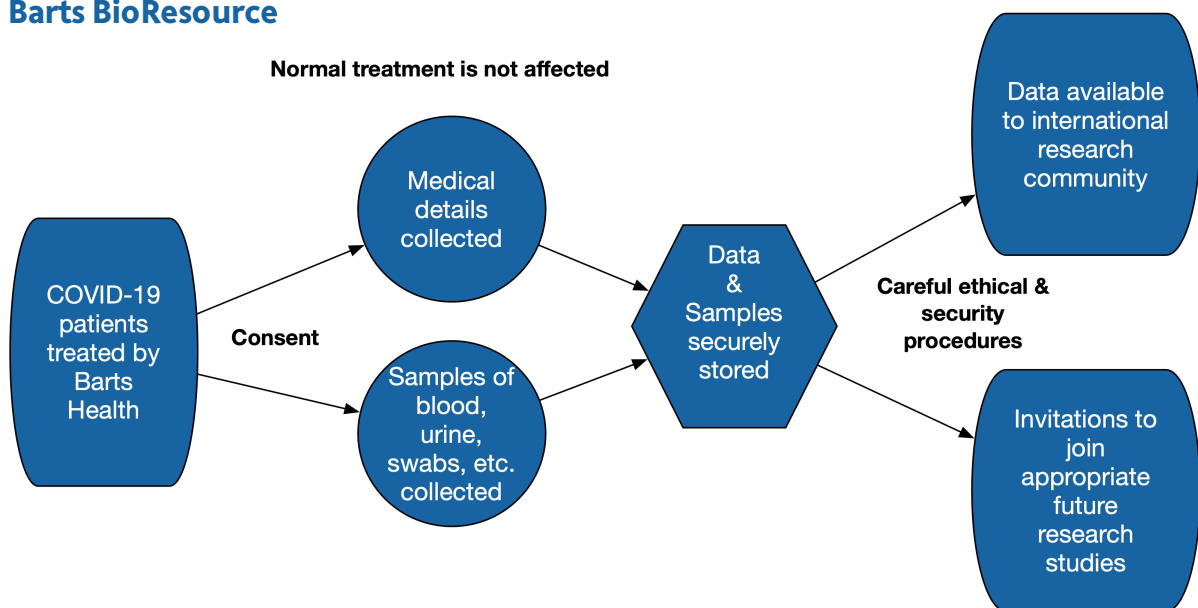 Barts BioResource
Normal treatment is not affected
COVID-19
patients
treated by
Barts
Health
Consent
Medical
details
collected
Samples of
blood,
urine,
swabs, etc.
collected
Data
&
Samples
securely
stored
Careful ethical &
security
procedures
Data available
to international
research
community
Invitations to
join
appropriate
future
research
studies